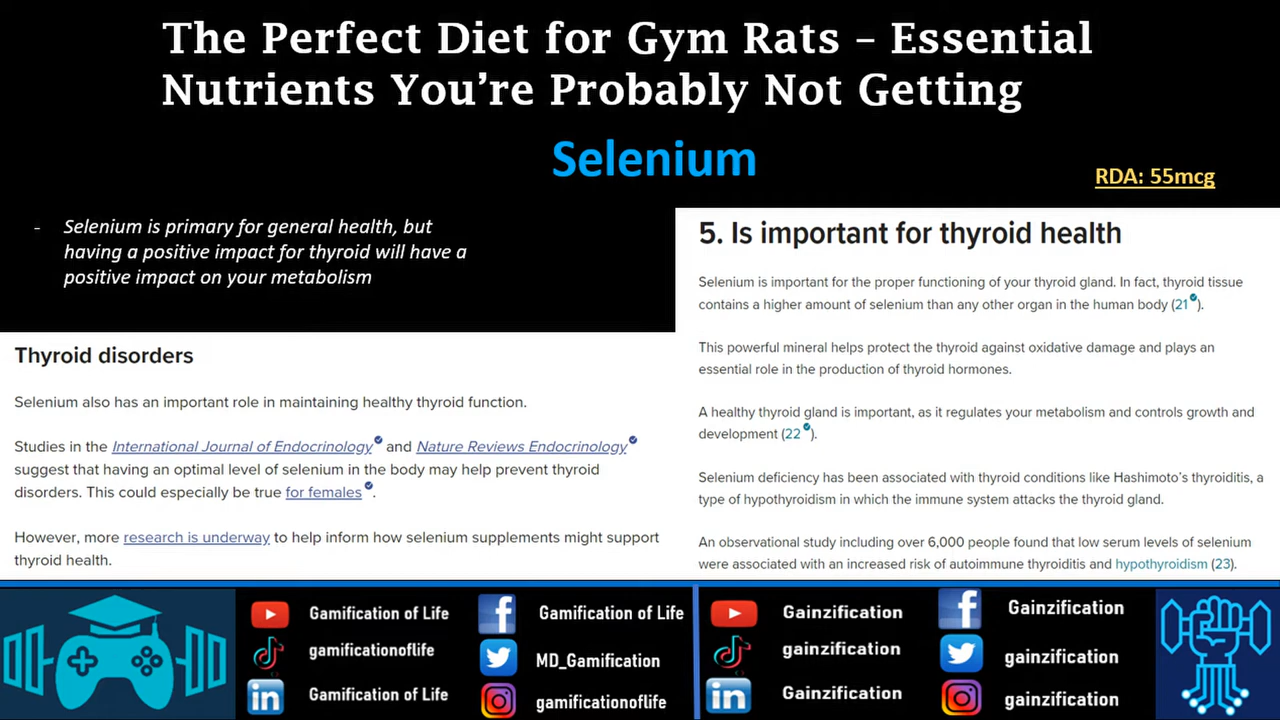 The Perfect Diet for Gym Rats – Essential
Nutrients You're Probably Not Getting
Selenium
RDA: 55mcg
- Selenium is primary for general health, but
having a positive impact for thyroid will have a
positive impact on your metabolism
Thyroid disorders
Selenium also has an important role in maintaining healthy thyroid function.
Studies in the International Journal of Endocrinology and Nature Reviews Endocrinology
suggest that having an optimal level of selenium in the body may help prevent thyroid
disorders. This could especially be true for females.
However, more research is underway to help inform how selenium supplements might support
thyroid health.
5. Is important for thyroid health
Selenium is important for the proper functioning of your thyroid gland. In fact, thyroid tissue
contains a higher amount of selenium than any other organ in the human body (21).
This powerful mineral helps protect the thyroid against oxidative damage and plays an
essential role in the production of thyroid hormones.
A healthy thyroid gland is important, as it regulates your metabolism and controls growth and
development (22).
Selenium deficiency has been associated with thyroid conditions like Hashimoto's thyroiditis, a
type of hypothyroidism in which the immune system attacks the thyroid gland.
An observational study including over 6,000 people found that low serum levels of selenium
were associated with an increased risk of autoimmune thyroiditis and hypothyroidism (23).
Gamification of Life
gamificationoflife
Gamification of Life
Gamification of Life
MD_Gamification
gamificationoflife
Gainzification
gainzification
Gainzification
Gainzification
gainzification
gainzification